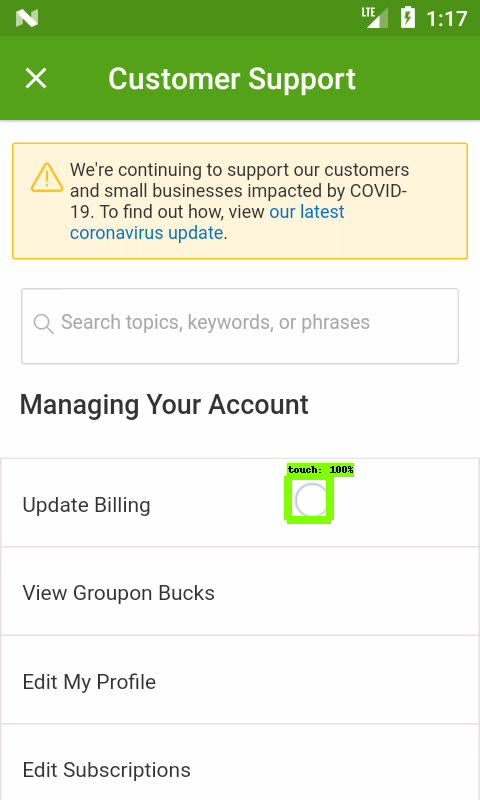 LTE 1:17
Customer Support
We're continuing to support our customers
and small businesses impacted by COVID-
19. To find out how, view our latest
coronavirus update.
Search topics, keywords, or phrases
Managing Your Account
touch: 100%
Update Billing
View Groupon Bucks
Edit My Profile
Edit Subscriptions